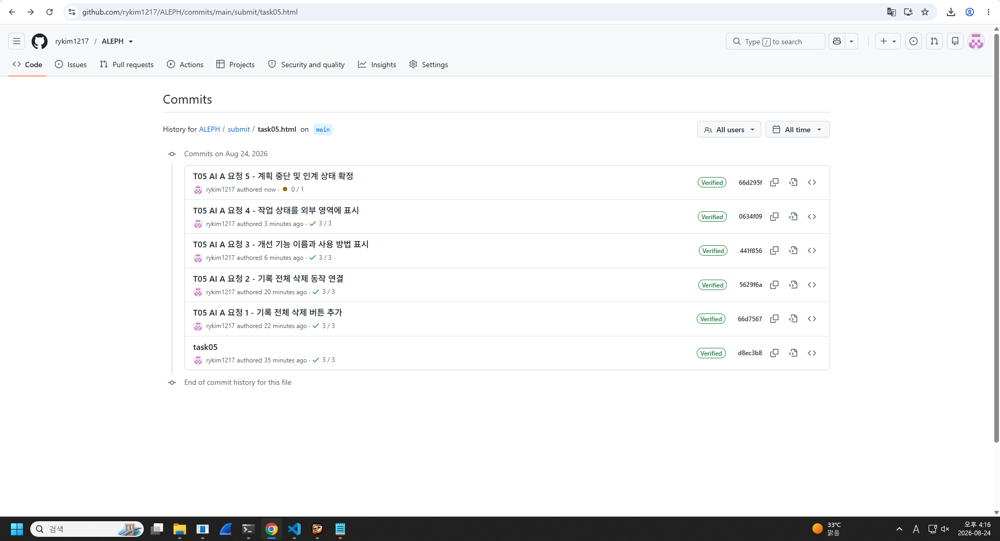 github.com/rykim1217/ALEPH/commits/main/submit/task05.html
rykim1217 / ALEPH
Type / to search
Code
Issues
Pull requests
Actions
Projects
Security and quality
Insights
Settings
Commits
History for ALEPH / submit / task05.html on main
All users
All time
Commits on Aug 24, 2026
T05 AI A 요청 5 - 계획 중단 및 인계 상태 확정
rykim1217 authored now · 0 / 1
Verified
66d295f
T05 AI A 요청 4 - 작업 상태를 외부 영역에 표시
rykim1217 authored 3 minutes ago · 3 / 3
Verified
0634f09
T05 AI A 요청 3 - 개선 기능 이름과 사용 방법 표시
rykim1217 authored 6 minutes ago · 3 / 3
Verified
441f856
T05 AI A 요청 2 - 기록 전체 삭제 동작 연결
rykim1217 authored 20 minutes ago · 3 / 3
Verified
5629f6a
T05 AI A 요청 1 - 기록 전체 삭제 버튼 추가
rykim1217 authored 22 minutes ago · 3 / 3
Verified
66d7567
task05
rykim1217 authored 35 minutes ago · 3 / 3
Verified
d8ec3b8
End of commit history for this file
검색
33°C
맑음
A
오후 4:16
2026-08-24